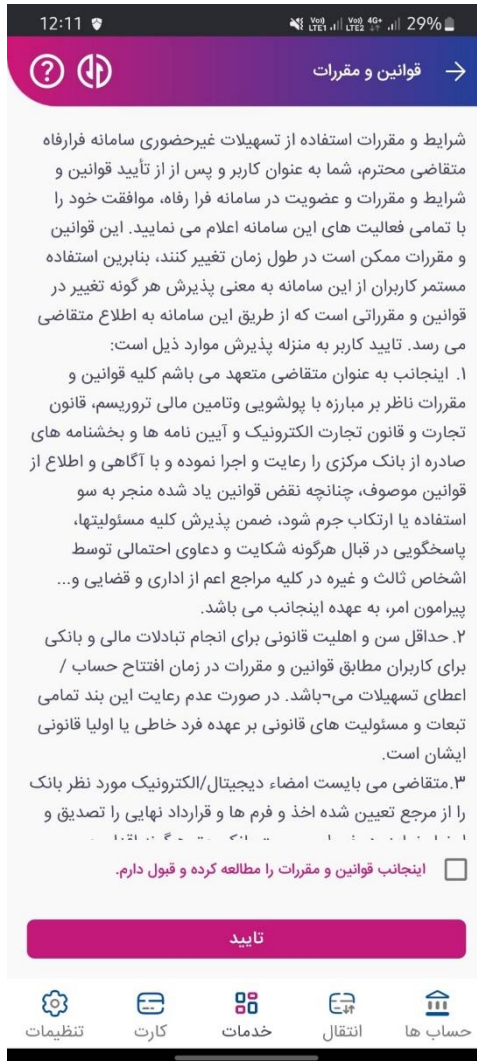 12:11
Vo) LTE1 Vo) LTE2 4G+ 29%
قوانین و مقررات
شرایط و مقررات استفاده از تسهیلات غیرحضوری سامانه فرارفاه
متقاضی محترم، شما به عنوان کاربر و پس از از تأیید قوانین و
شرایط و مقررات و عضویت در سامانه فرا رفاه، موافقت خود را
با تمامی فعالیت های این سامانه اعلام می نمایید. این قوانین
و مقررات ممکن است در طول زمان تغییر کنند، بنابرین استفاده
مستمر کاربران از این سامانه به معنی پذیرش هر گونه تغییر در
قوانین و مقرراتی است که از طریق این سامانه به اطلاع متقاضی
می رسد. تایید کاربر به منزله پذیرش موارد ذیل است:
۱. اینجانب به عنوان متقاضی متعهد می باشم کلیه قوانین و
مقررات ناظر بر مبارزه با پولشویی وتامین مالی تروریسم، قانون
تجارت و قانون تجارت الکترونیک و آیین نامه ها و بخشنامه های
صادره از بانک مرکزی را رعایت و اجرا نموده و با آگاهی و اطلاع از
قوانین موصوف، چنانچه نقض قوانین یاد شده منجر به سو
استفاده یا ارتکاب جرم شود، ضمن پذیرش کلیه مسئولیتها،
پاسخگویی در قبال هرگونه شکایت و دعاوی احتمالی توسط
اشخاص ثالث و غیره در کلیه مراجع اعم از اداری و قضایی و...
پیرامون امر، به عهده اینجانب می باشد.
۲. حداقل سن و اهلیت قانونی برای انجام تبادلات مالی و بانکی
برای کاربران مطابق قوانین و مقررات در زمان افتتاح حساب /
اعطای تسهیلات می¬باشد. در صورت عدم رعایت این بند تمامی
تبعات و مسئولیت های قانونی بر عهده فرد خاطی یا اولیا قانونی
ایشان است.
۳.متقاضی می بایست امضاء دیجیتال/الکترونیک مورد نظر بانک
را از مرجع تعیین شده اخذ و فرم ها و قرارداد نهایی را تصدیق و
اینجانب قوانین و مقررات را مطالعه کرده و قبول دارم.
تایید
حساب ها
انتقال
خدمات
کارت
تنظیمات